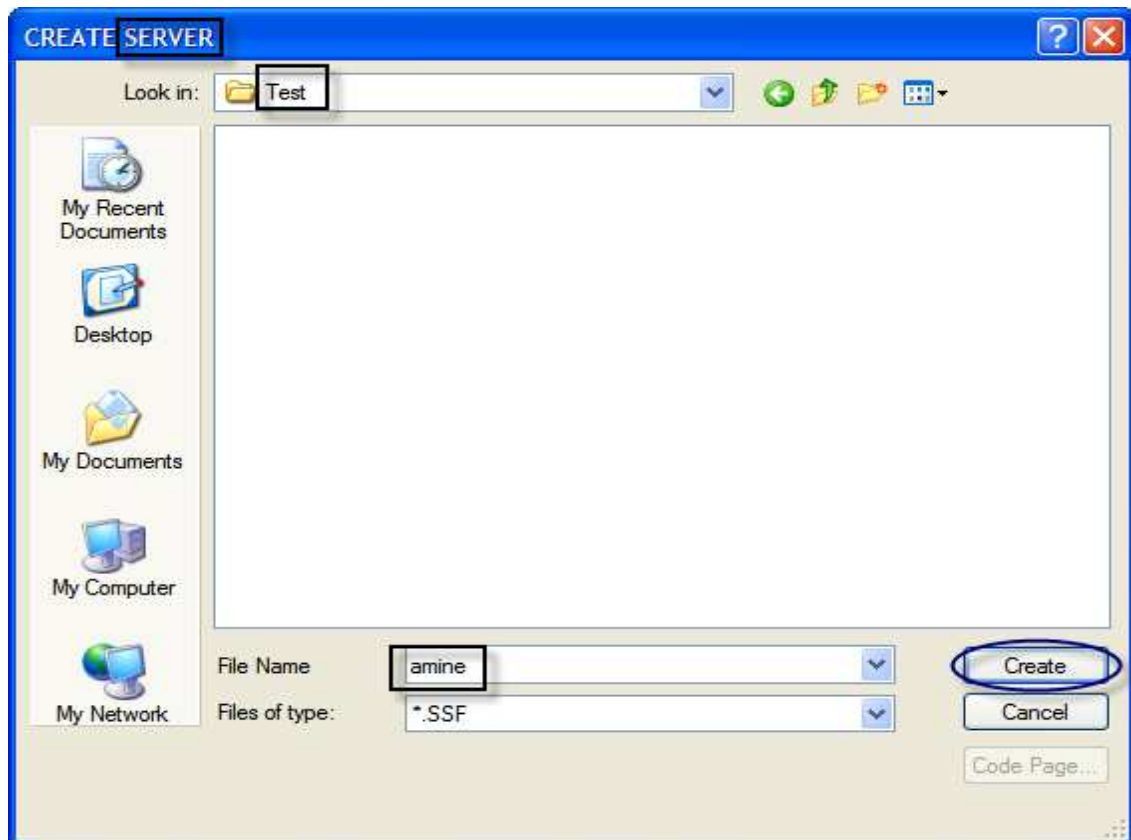 CREATE SERVER
Look in:
Test
My Recent
Documents
Desktop
My Documents
My Computer
My Network
File Name
amine
Create
Files of type:
*.SSF
Cancel
Code Page...